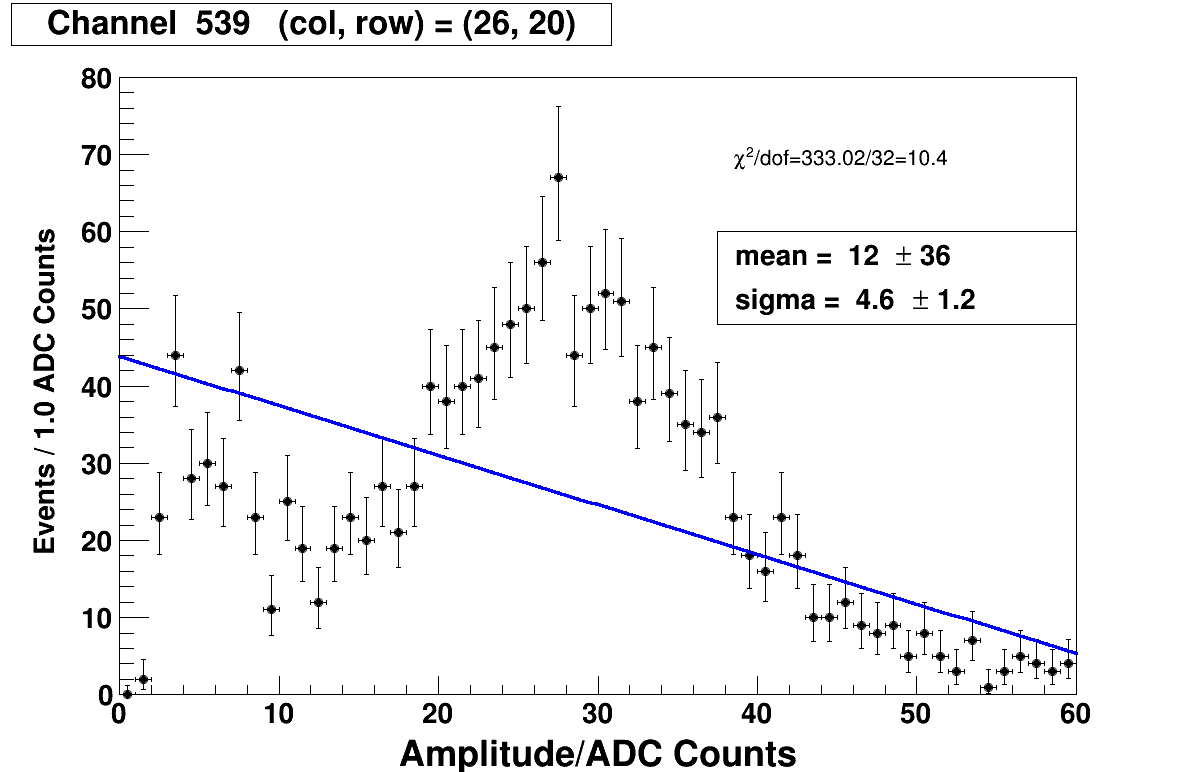 Channel 539 (col, row) = (26, 20)
80
70
60
50
40
30
20
10
0
Events / 1.0 ADC Counts
χ²/dof=333.02/32=10.4
mean = 12 ± 36
sigma = 4.6 ± 1.2
0 10 20 30 40 50 60
Amplitude/ADC Counts